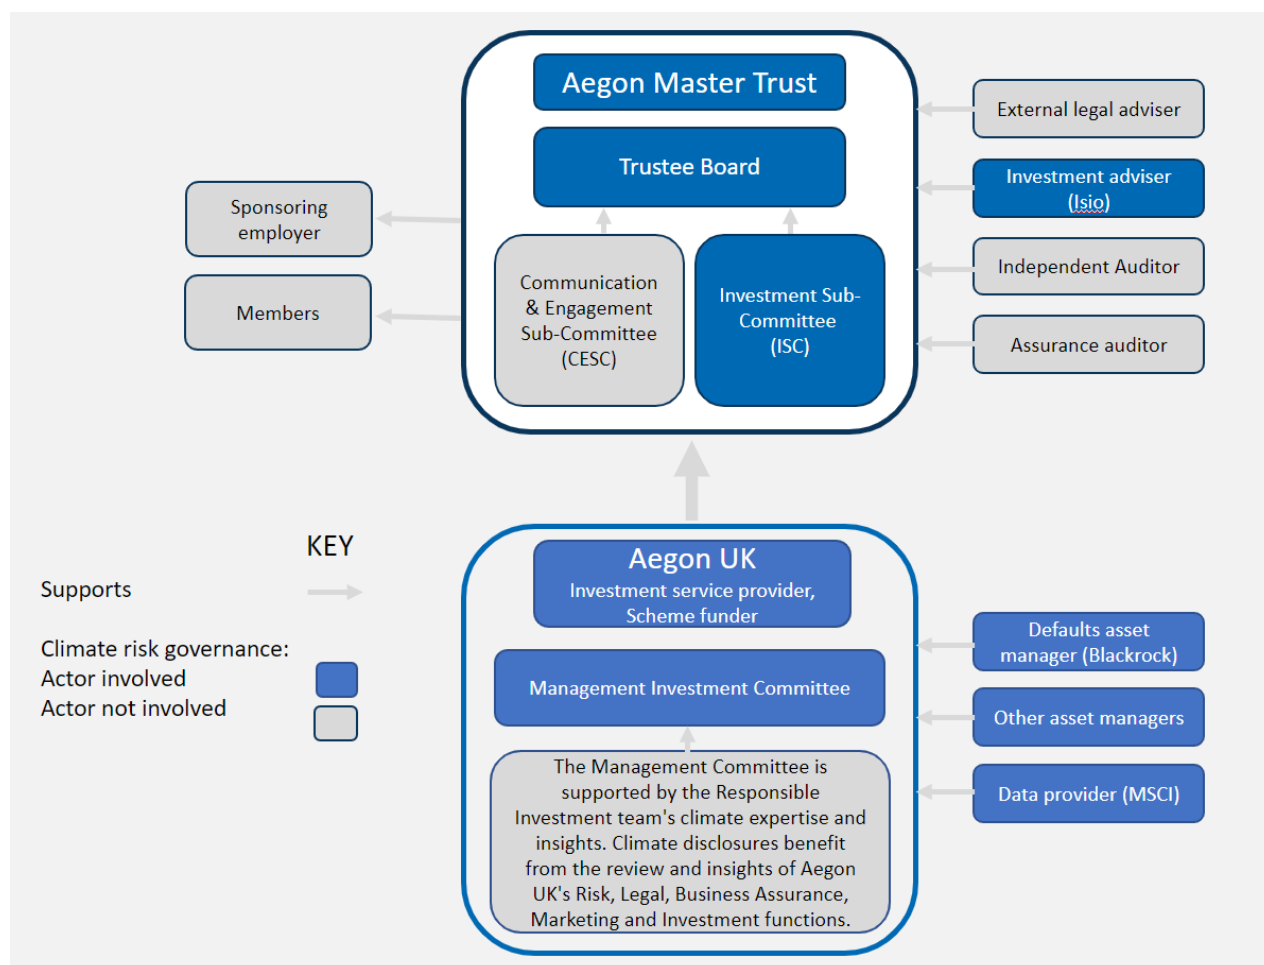 Aegon Master Trust
Trustee Board
Communication
& Engagement
Sub-Committee
(CESC)
Investment Sub-
Committee
(ISC)
Sponsoring
employer
Members
External legal adviser
Investment adviser
(Isio)
Independent Auditor
Assurance auditor
KEY
Supports
Climate risk governance:
Actor involved
Actor not involved
Aegon UK
Investment service provider,
Scheme funder
Management Investment Committee
The Management Committee is
supported by the Responsible
Investment team's climate expertise and
insights. Climate disclosures benefit
from the review and insights of Aegon
UK's Risk, Legal, Business Assurance,
Marketing and Investment functions.
Defaults asset
manager (Blackrock)
Other asset managers
Data provider (MSCI)